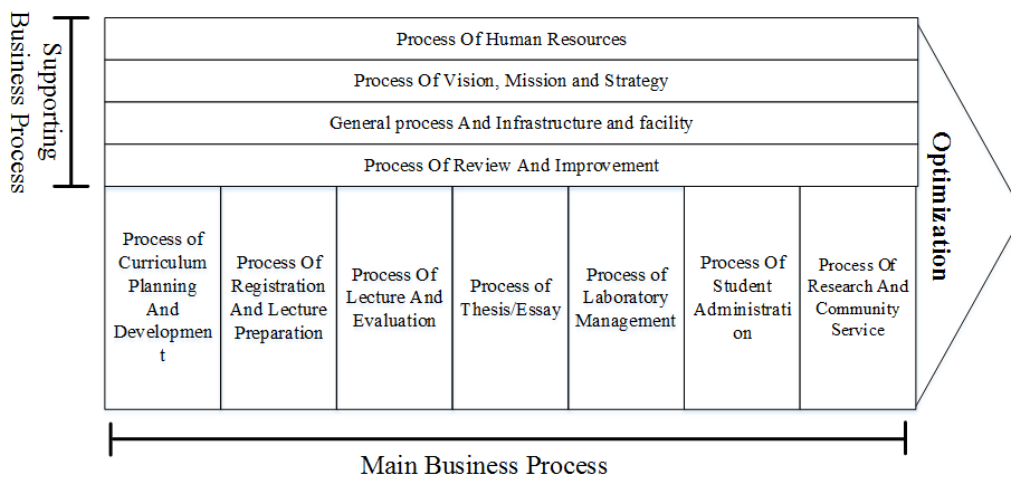 Supporting
Business Process
Process Of Human Resources
Process Of Vision, Mission and Strategy
General process And Infrastructure and facility
Process Of Review And Improvement
Process of
Curriculum
Planning
And
Developmen
t
Process Of
Registration
And Lecture
Preparation
Process Of
Lecture And
Evaluation
Process of
Thesis/Essay
Process of
Laboratory
Management
Process Of
Student
Administrati
on
Process Of
Research And
Community
Service
Optimization
Main Business Process